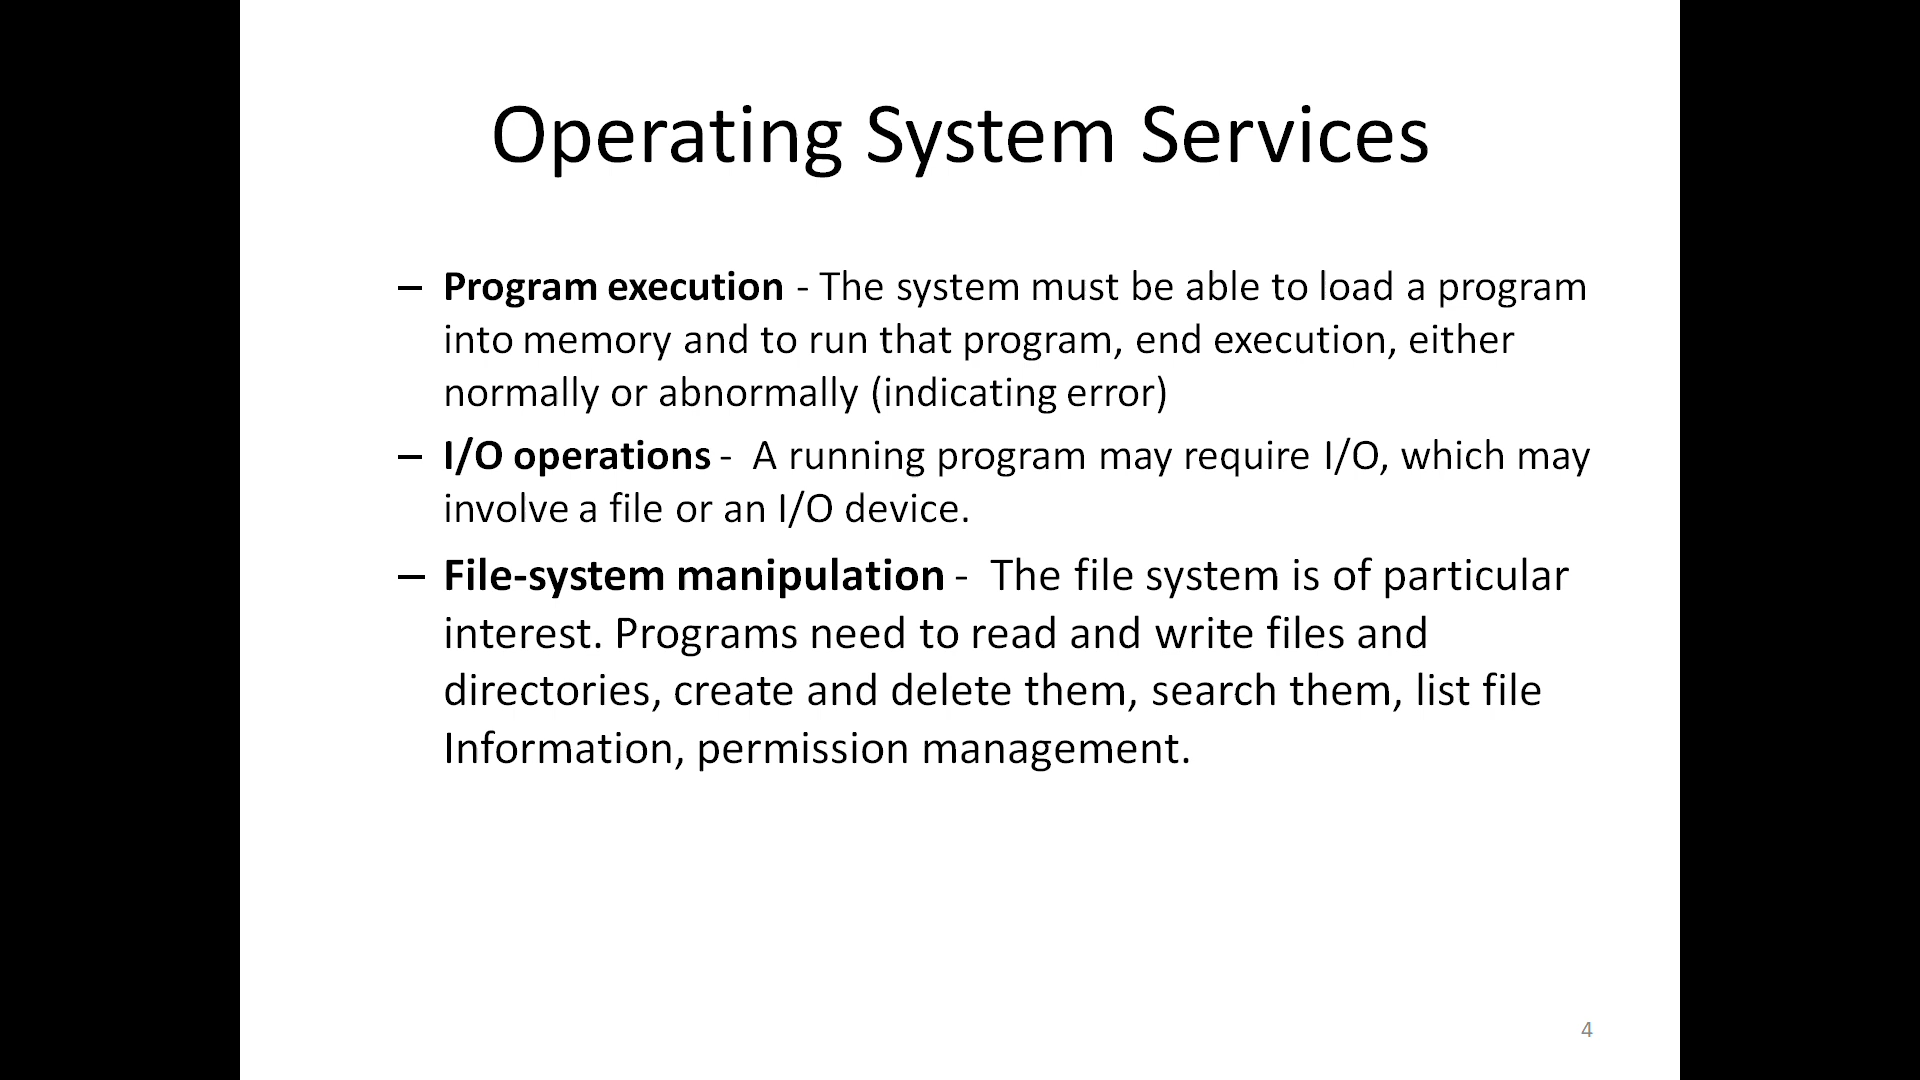 Operating System Services
– Program execution - The system must be able to load a program
into memory and to run that program, end execution, either
normally or abnormally (indicating error)
– I/O operations - A running program may require I/O, which may
involve a file or an I/O device.
– File-system manipulation - The file system is of particular
interest. Programs need to read and write files and
directories, create and delete them, search them, list file
Information, permission management.
4